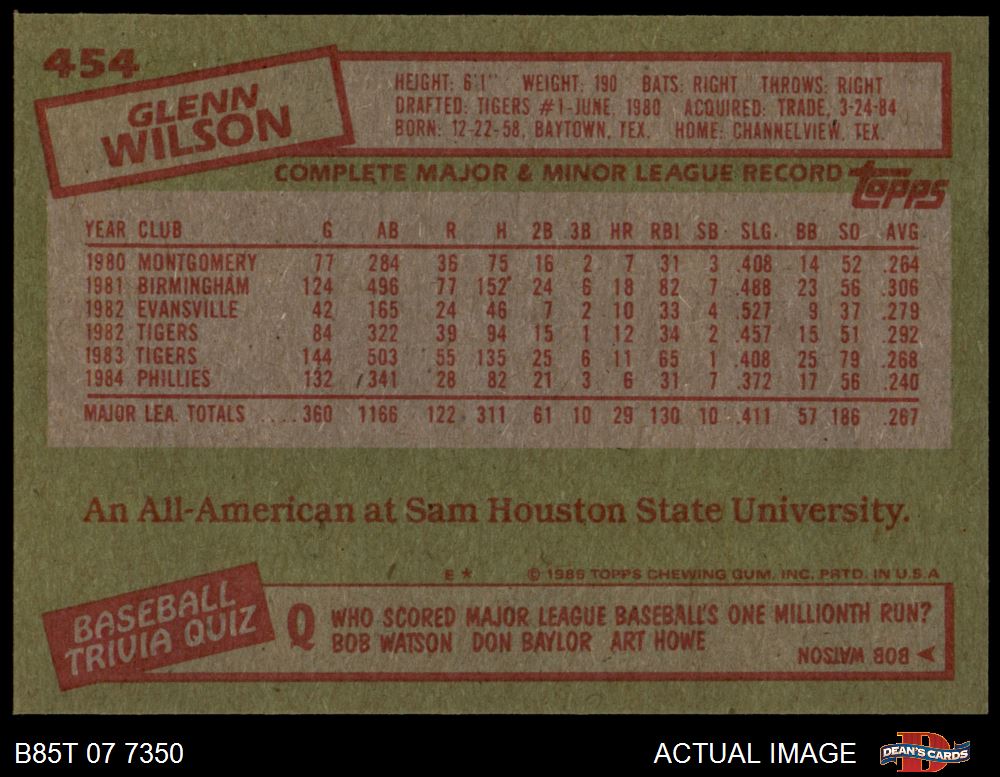 454
GLENN
WILSON
HEIGHT: 6'1" WEIGHT: 190 BATS: RIGHT THROWS: RIGHT
DRAFTED: TIGERS #1-JUNE, 1980 ACQUIRED: TRADE, 3-24-84
BORN: 12-22-58, BAYTOWN, TEX. HOME: CHANNELVIEW, TEX.
COMPLETE MAJOR & MINOR LEAGUE RECORD topps
YEAR CLUB G AB R H 2B 3B HR RBI SB SLG. BB SO AVG.
1980 MONTGOMERY 77 284 36 75 16 2 7 31 3 .408 14 52 .264
1981 BIRMINGHAM 124 496 77 152* 24 6 18 82 7 .488 23 56 .306
1982 EVANSVILLE 42 165 24 46 7 2 10 33 4 .527 9 37 .279
1982 TIGERS 84 322 39 94 15 1 12 34 2 .457 15 51 .292
1983 TIGERS 144 503 55 135 25 6 11 65 1 .408 25 79 .268
1984 PHILLIES 132 341 28 82 21 3 6 31 7 .372 17 56 .240
MAJOR LEA. TOTALS ..... 360 1166 122 311 61 10 29 130 10 .411 57 186 .267
An All-American at Sam Houston State University.
E * © 1985 TOPPS CHEWING GUM, INC. PRTD. IN U.S.A
BASEBALL
TRIVIA QUIZ
Q WHO SCORED MAJOR LEAGUE BASEBALL'S ONE MILLIONTH RUN?
BOB WATSON DON BAYLOR ART HOWE
BOB WATSON
B85T 07 7350 ACTUAL IMAGE D DEAN'S CARDS